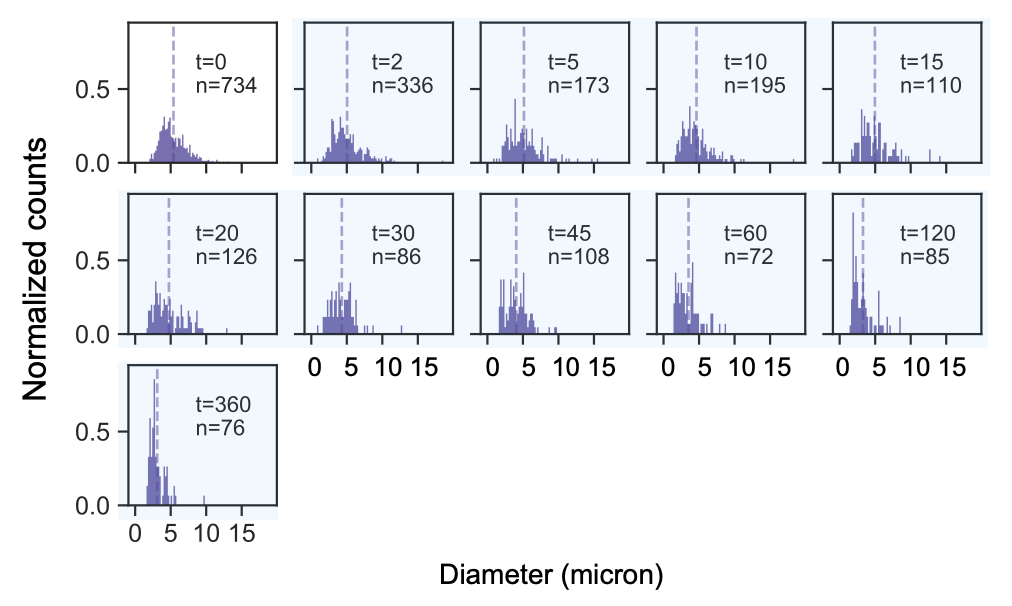 Normalized counts
t=0
n=734
t=2
n=336
t=5
n=173
t=10
n=195
t=15
n=110
0.5
0.0
t=20
n=126
t=30
n=86
t=45
n=108
t=60
n=72
t=120
n=85
0.5
0.0
0 5 10 15
0 5 10 15
0 5 10 15
0 5 10 15
t=360
n=76
0.5
0.0
0 5 10 15
Diameter (micron)